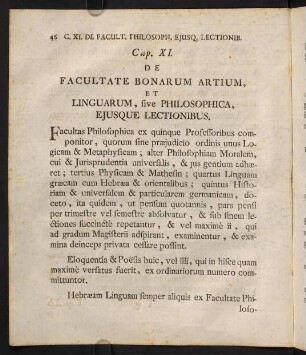 46 C. XI. DE FACULT. PHILOSOPH. EJUSQ. LECTIONIB.
Cap. XI.
DE
FACULTATE BONARUM ARTIUM,
ET
LINGUARUM, sive PHILOSOPHICA,
EJUSQUE LECTIONIBUS.
Facultas Philosophica ex quinque Professoribus com-
ponitor, quorum sine præjudicio ordinis unus Lo-
gicam & Metaphysicam; alter Philosophiam Moralem,
cui & Jurisprudentia universalis, & jus gentium adhæ-
ret; tertius Physicam & Mathesin; quartus Linguam
græcam cum Hebræa & orientalibus; quintus Histo-
riam & universalem & particularem germanicam, do-
ceto, ita quidem, ut pensum quotannis, pars pensi
per trimestre vel semestre absolvatur, & sub finem le-
ctiones succinctè repetantur, & vel maximè ii, qui
ad gradum Magisterii adspirant, examinentur, & exa-
mina deinceps privata cessare possint.
Eloquentia & Poësis huic, vel illi, qui in hisce quam
maximè versatus fuerit, ex ordinariorum numero com-
mittuntor.
Hebræam Linguam semper aliquis ex Facultate Phi-
loso-